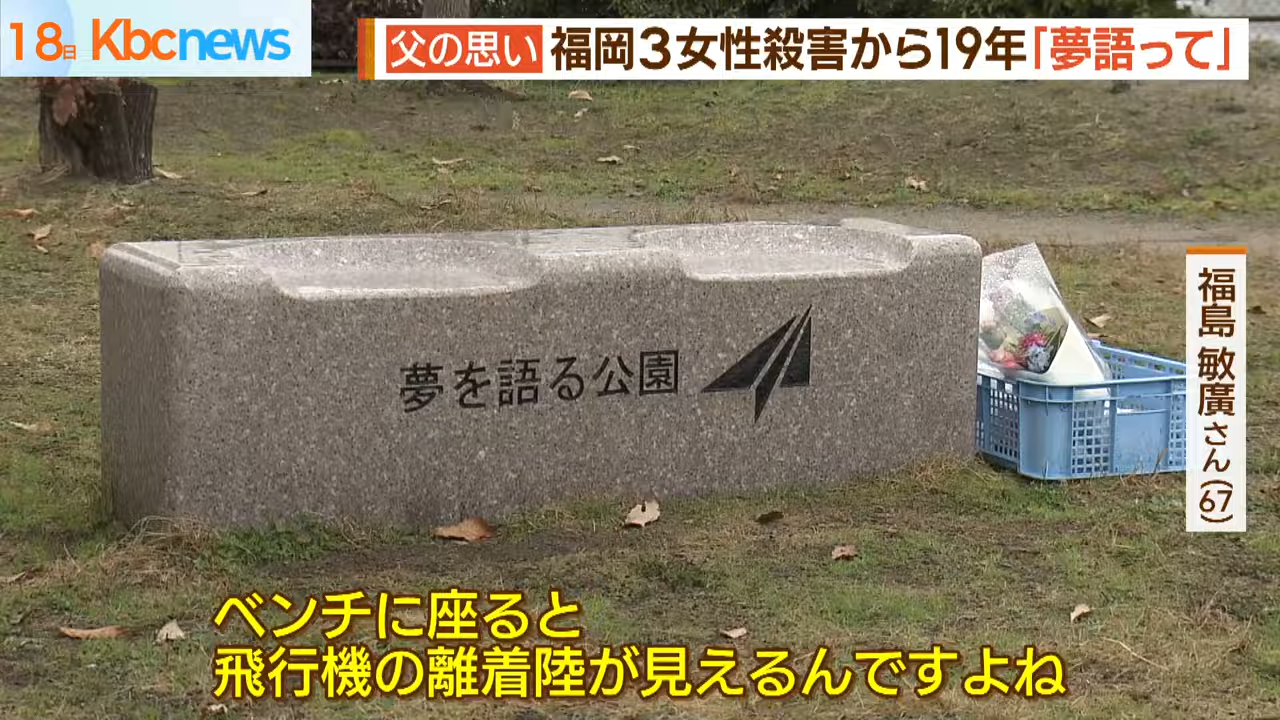 18日 Kbcnews
父の思い 福岡3女性殺害から19年「夢語って」
夢を語る公園
福島 敏廣さん(67)
ベンチに座ると
飛行機の離着陸が見えるんですよね